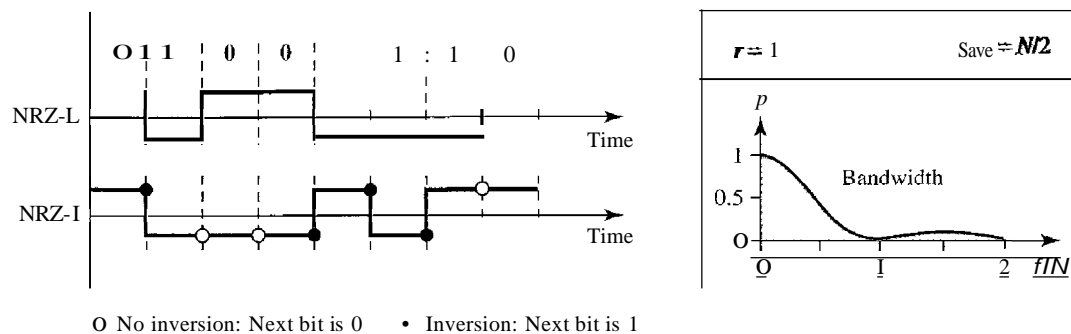 O 1 1 0 0 1 : 1 0
r = 1 Save = N/2
NRZ-L
Time
NRZ-I
Time
p
1
0.5
O
Bandwidth
O 1 2 f/N
O No inversion: Next bit is 0 • Inversion: Next bit is 1